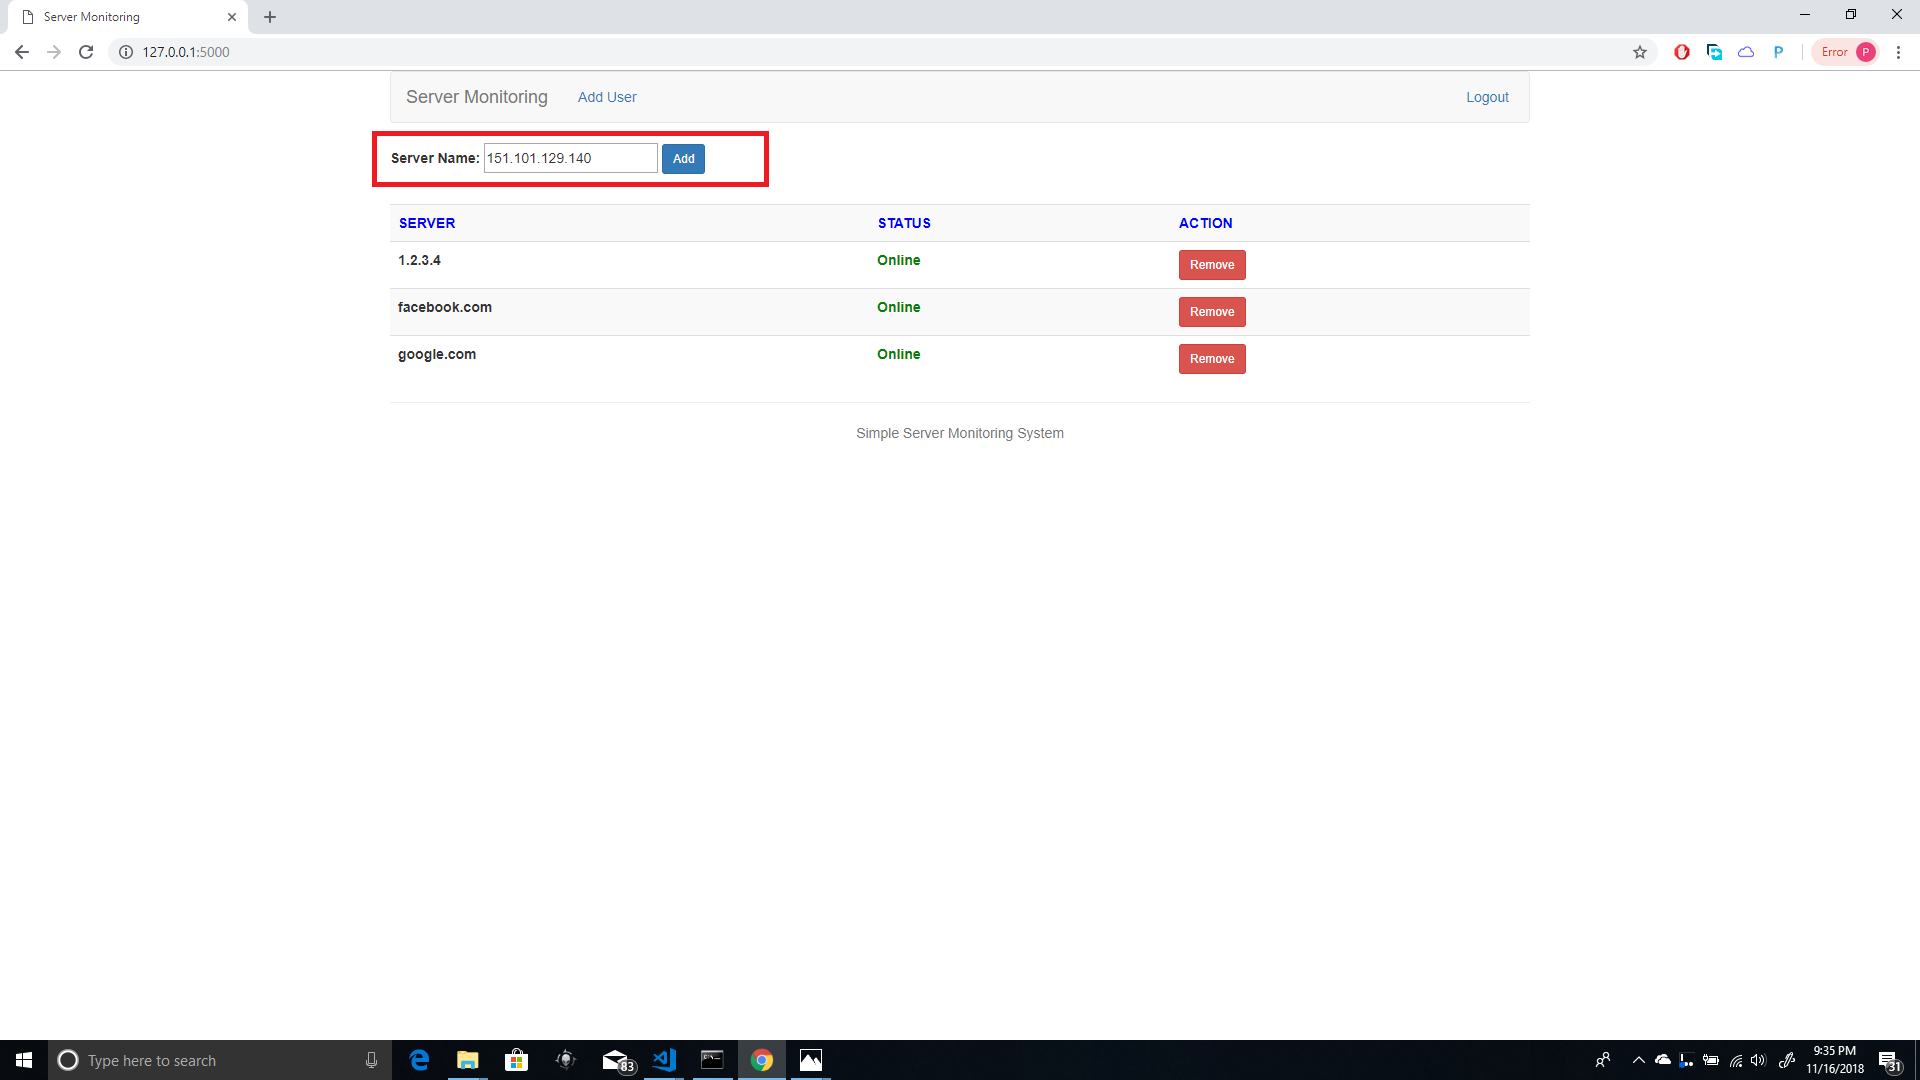 Server Monitoring
127.0.0.1:5000
Error P
Server Monitoring Add User Logout
Server Name: 151.101.129.140 Add
SERVER STATUS ACTION
1.2.3.4 Online Remove
facebook.com Online Remove
google.com Online Remove
Simple Server Monitoring System
Type here to search
83
9:35 PM
11/16/2018
31